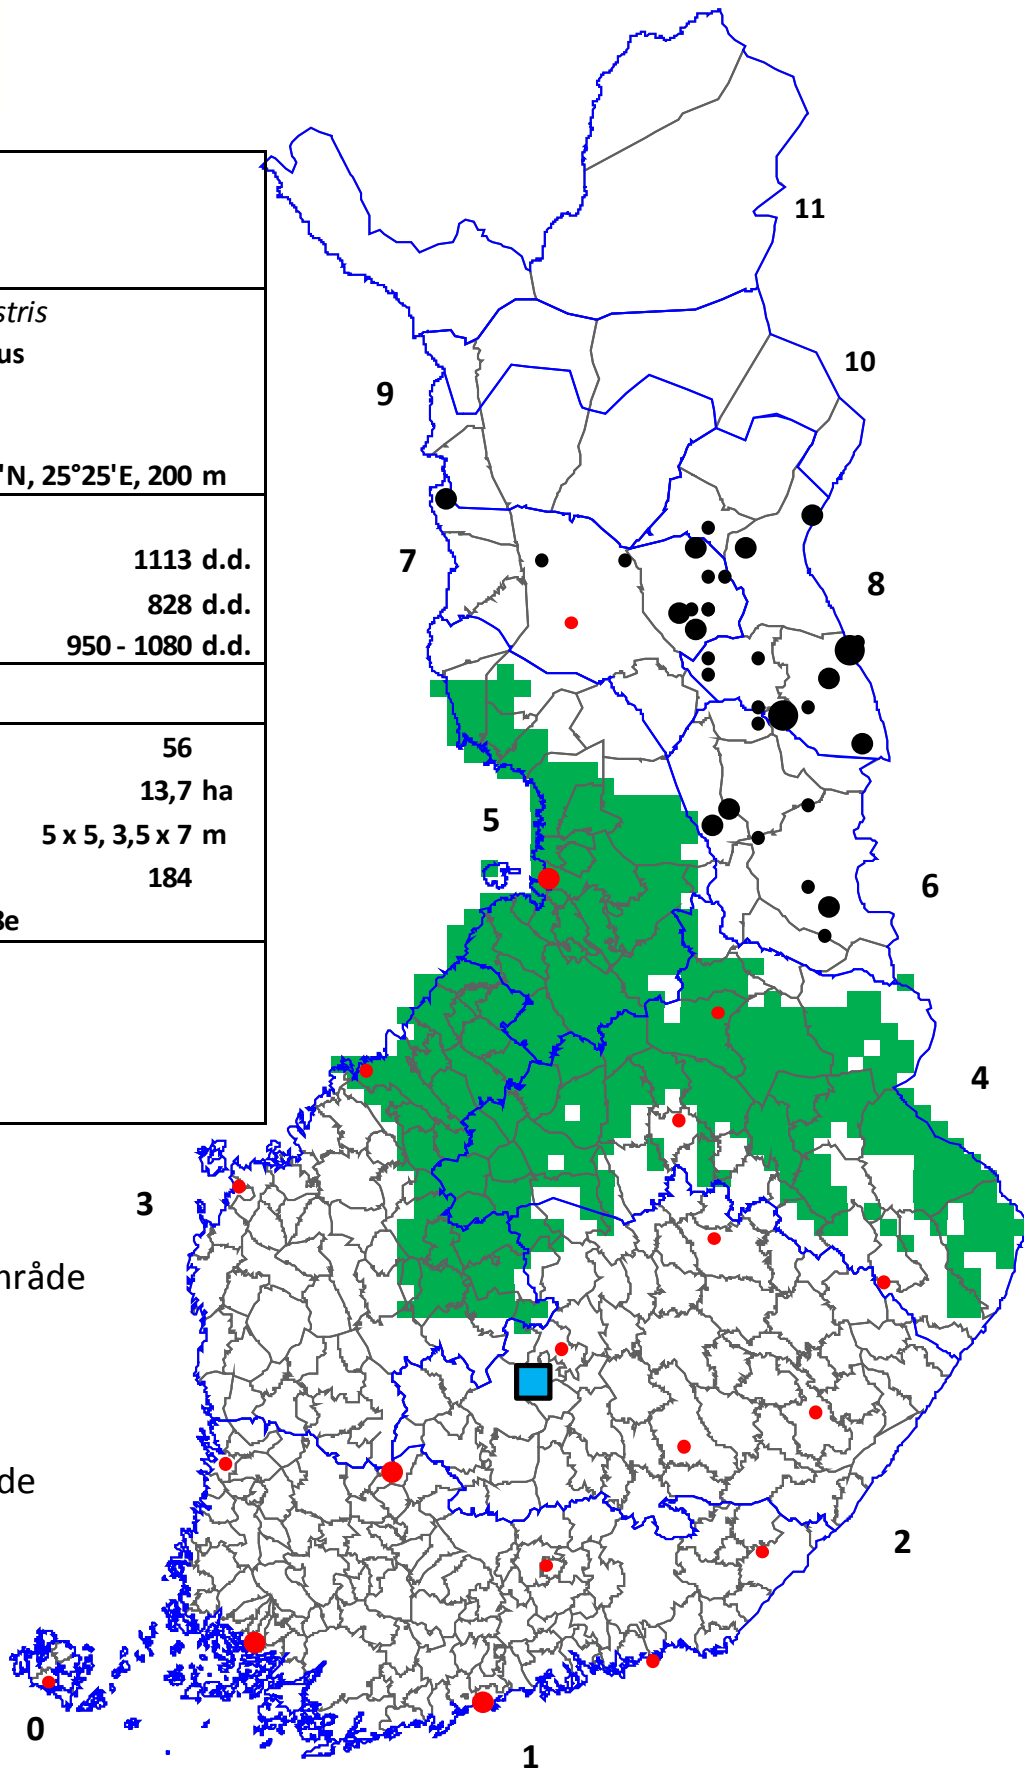 stris
us
'N, 25°25'E, 200 m
1113 d.d.
828 d.d.
950 - 1080 d.d.
56
13,7 ha
5 x 5, 3,5 x 7 m
184
3e
område
de
11
10
9
8
7
6
5
4
3
2
1
0